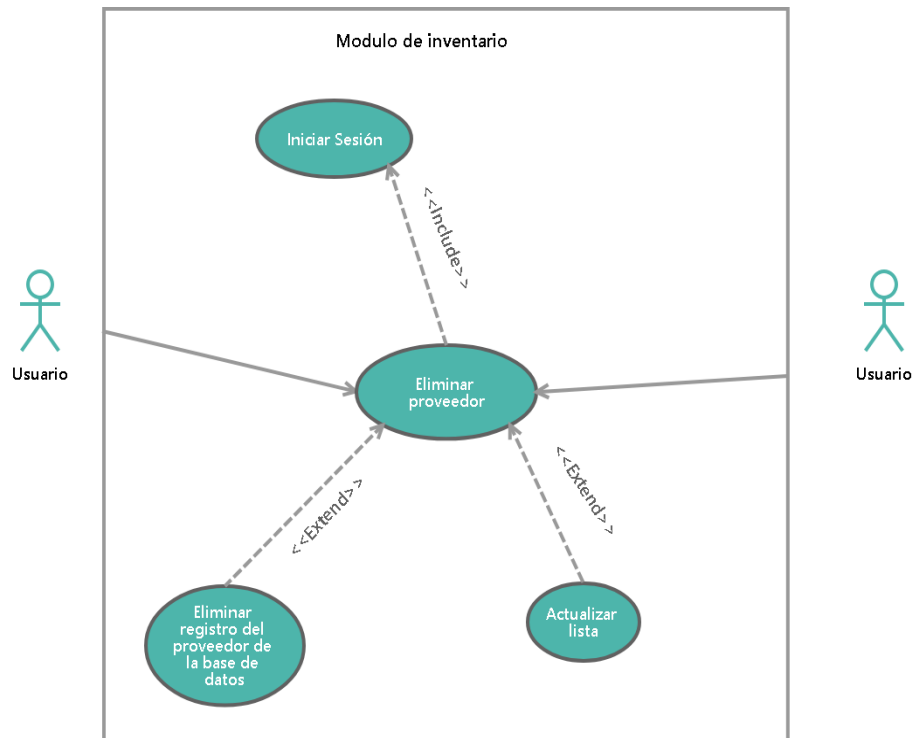 Modulo de inventario
Iniciar Sesión
<<Include>>
Usuario
Usuario
Eliminar
proveedor
<<Extend>>
<<Extend>>
Eliminar
registro del
proveedor de
la base de
datos
Actualizar
lista